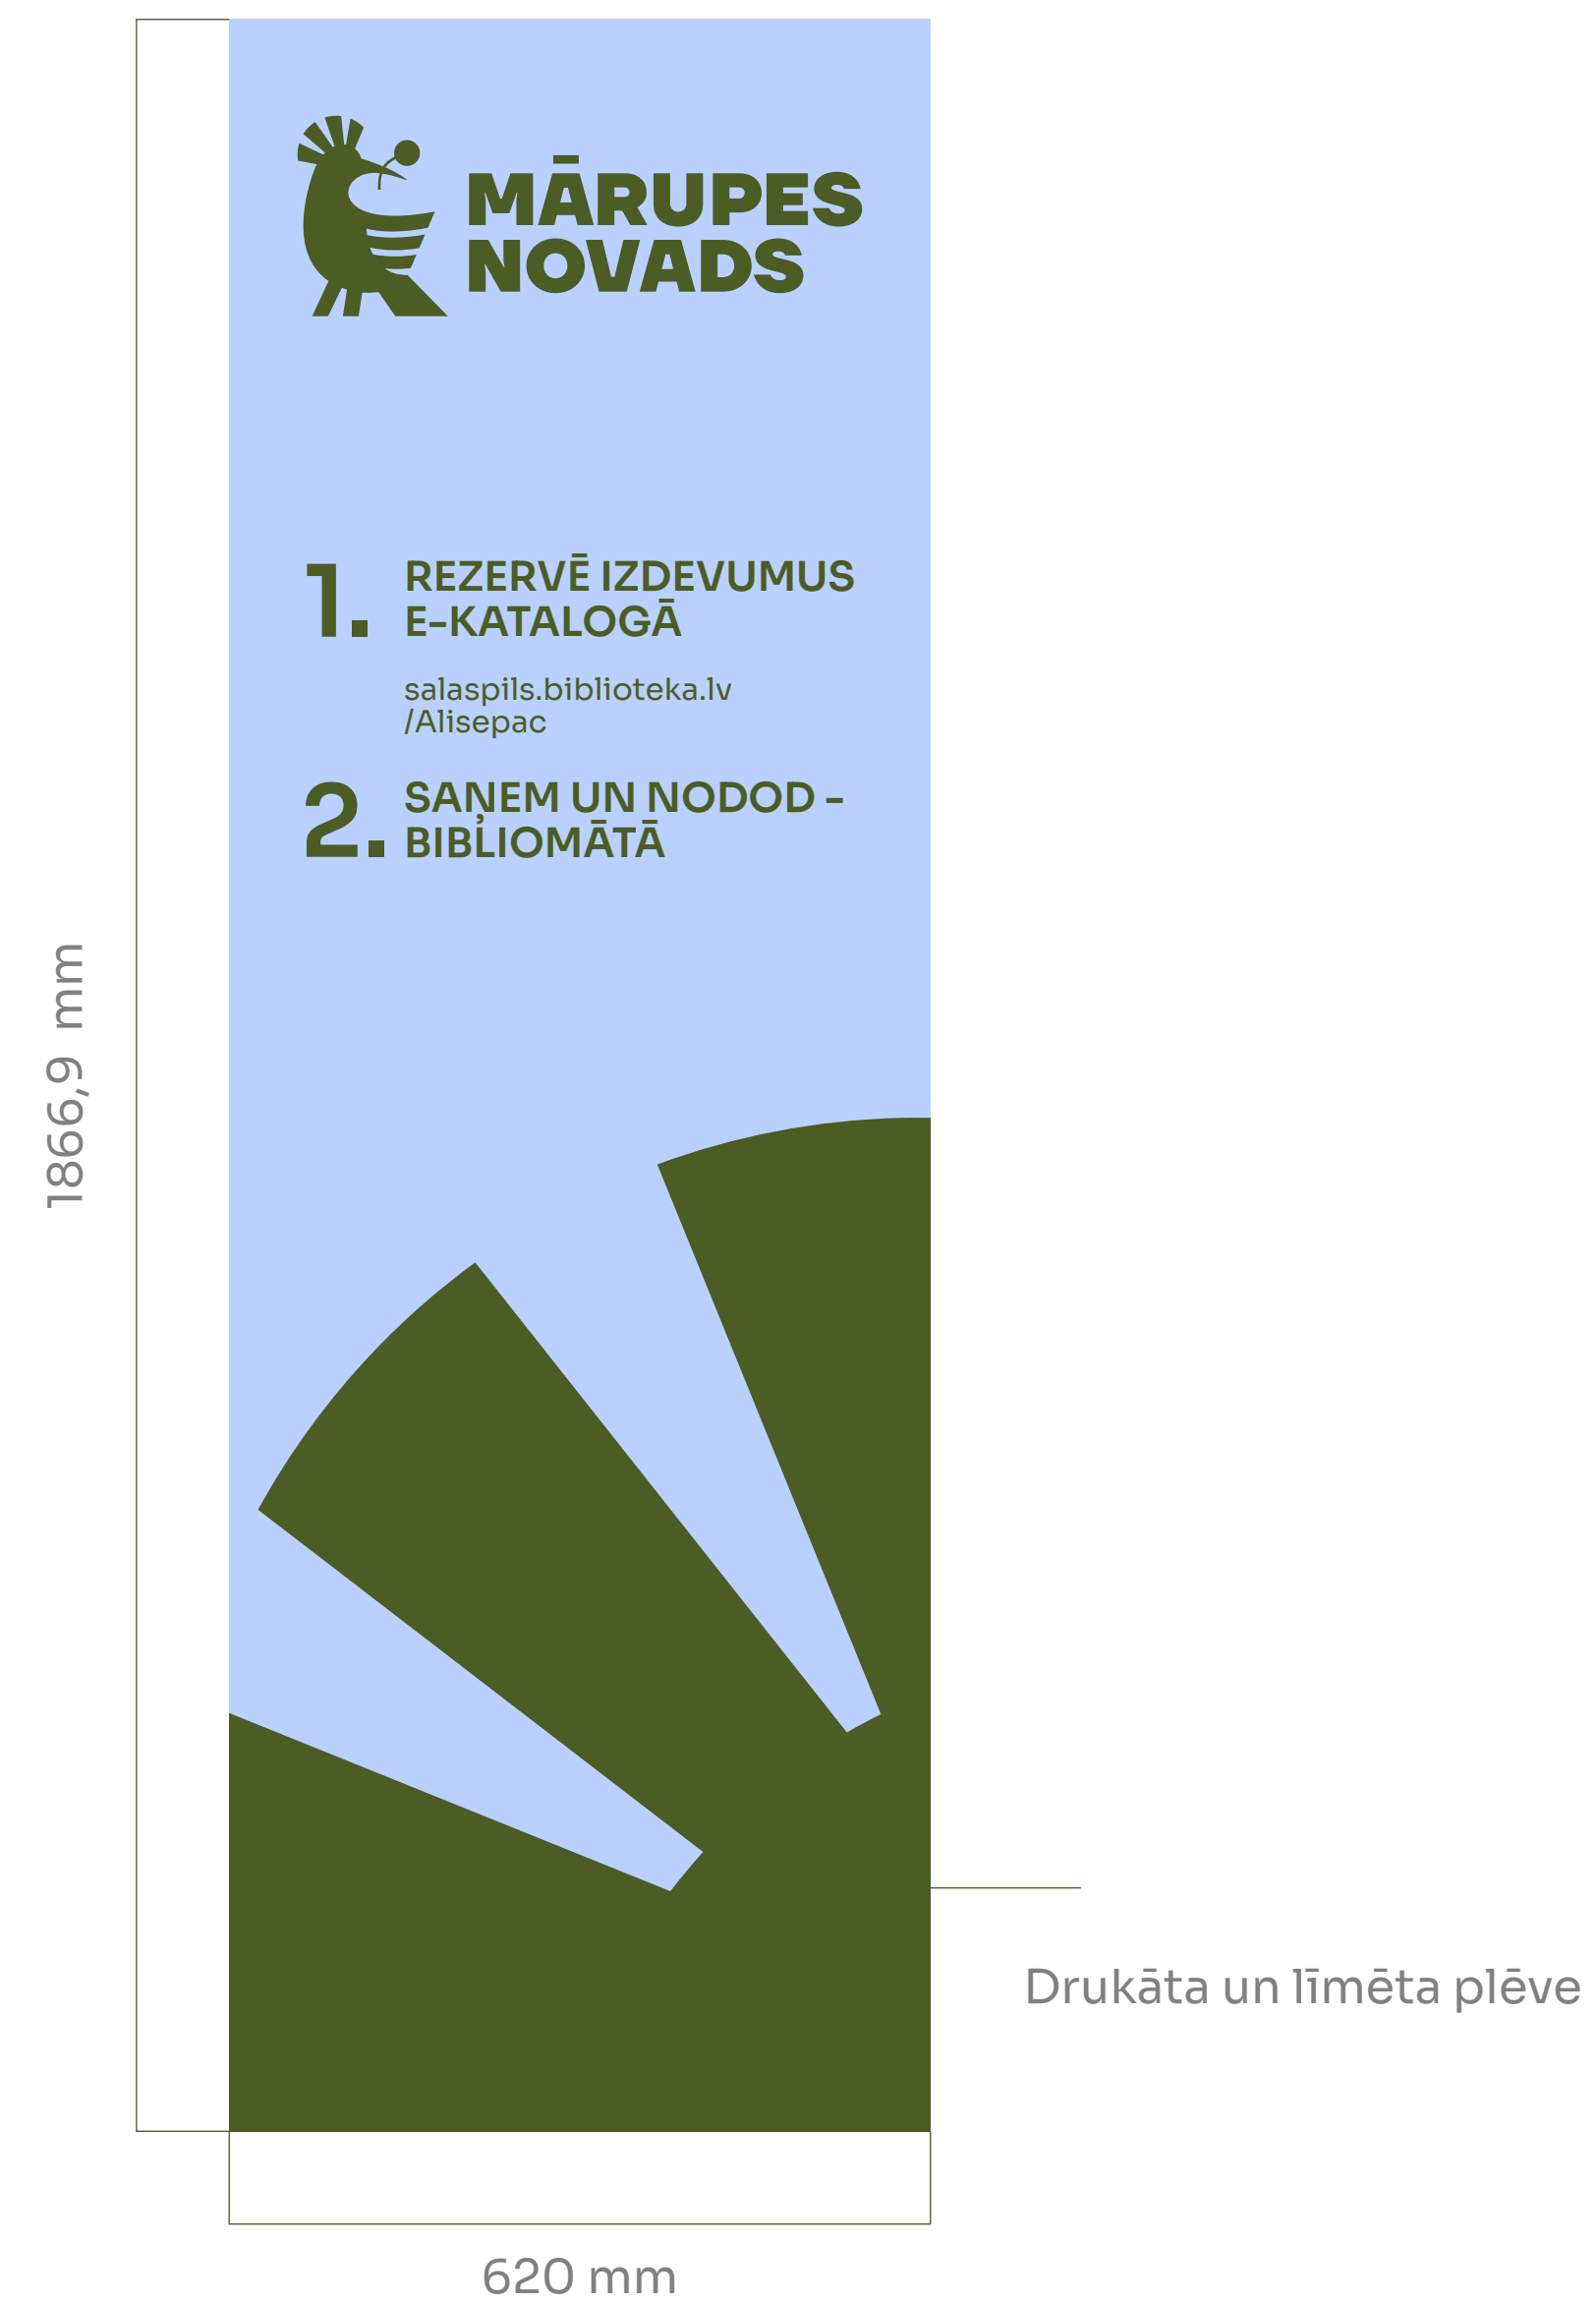 MĀRUPES
NOVADS
1. REZERVĒ IZDEVUMUS
E-KATALOGĀ
salaspils.biblioteka.lv
/Alisepac
2. SAŅEM UN NODOD -
BIBLIOMĀTĀ
1866,9 mm
Drukāta un līmēta plēve
620 mm